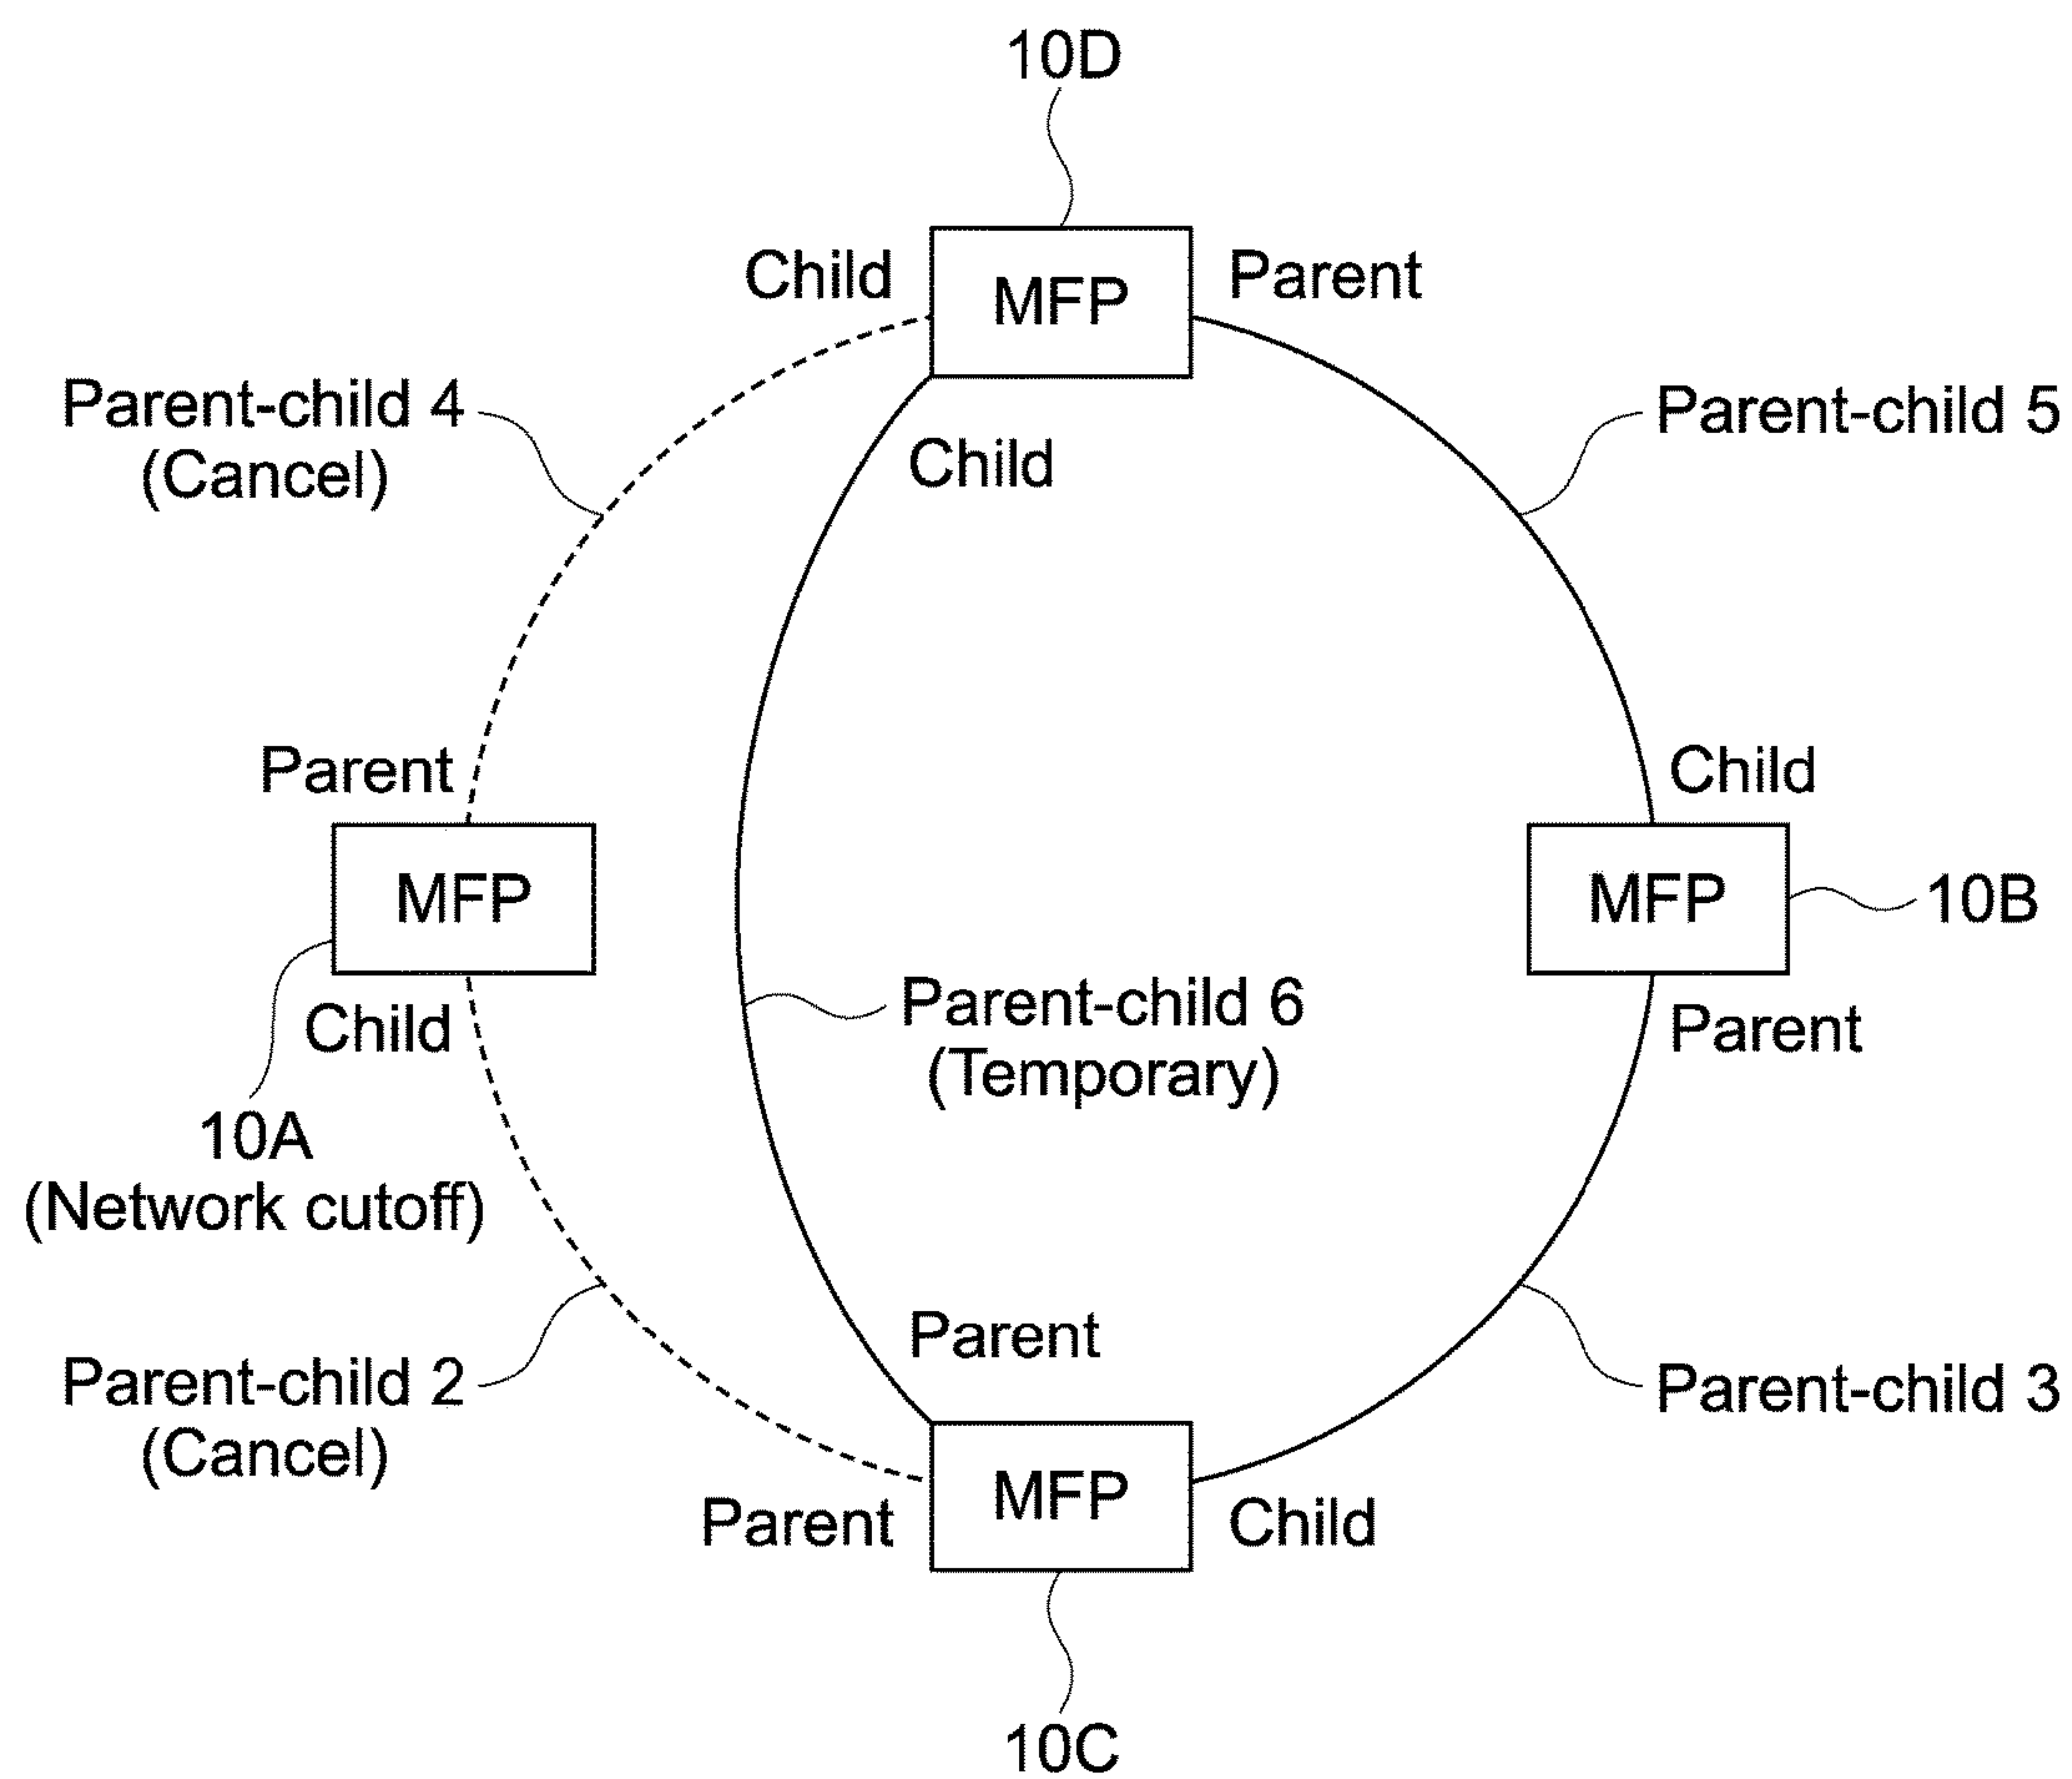 10D
Child
MFP
Parent
Parent-child 4
(Cancel)
Parent-child 5
Child
Parent
Child
MFP
MFP
10B
Child
Parent-child 6
(Temporary)
Parent
10A
(Network cutoff)
Parent
Parent-child 2
(Cancel)
Parent-child 3
Parent
MFP
Child
10C